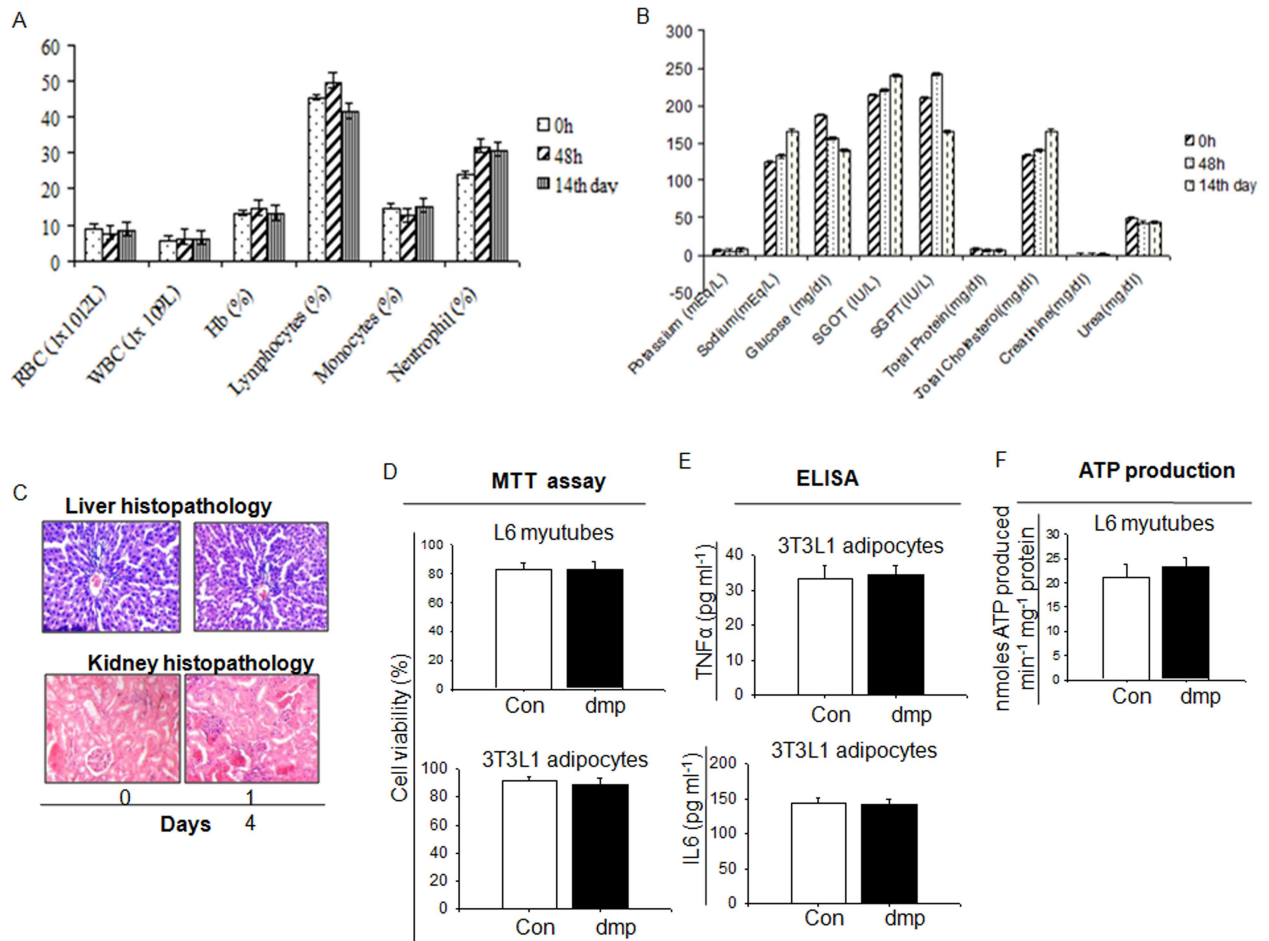 A
60
50
40
30
20
10
0
RBC (1x1012L)
WBC (1x 109L)
Hb (%)
Lymphocytes (%)
Monocytes (%)
Neutrophil (%)
0h
48h
14th day
B
300
250
200
150
100
50
0
-50
Potassium (mEq/L)
Sodium(mEq/L)
Glucose (mg/dl)
SGOT (IU/L)
SGPT(IU/L)
Total Protein(mg/dl)
Total Cholesterol(mg/dl)
Creathine(mg/dl)
Urea(mg/dl)
0h
48h
14th day
C
Liver histopathology
Kidney histopathology
0 1
Days 4
D
MTT assay
Cell viability (%)
L6 myutubes
100
80
60
40
20
0
Con dmp
3T3L1 adipocytes
100
80
60
40
20
0
Con dmp
E
ELISA
3T3L1 adipocytes
TNFα (pg ml-1)
40
30
20
10
0
Con dmp
3T3L1 adipocytes
IL6 (pg ml-1)
200
150
100
50
0
Con dmp
F
ATP production
L6 myutubes
nmoles ATP produced
min-1 mg-1 protein
30
25
20
15
10
5
0
Con dmp